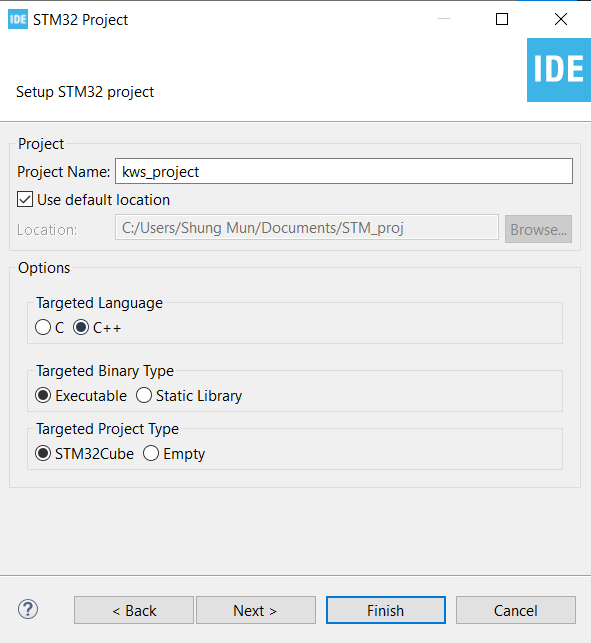 IDE STM32 Project
IDE
Setup STM32 project
Project
Project Name: kws_project
Use default location
Location: C:/Users/Shung Mun/Documents/STM_proj Browse...
Options
Targeted Language
C C++
Targeted Binary Type
Executable Static Library
Targeted Project Type
STM32Cube Empty
? < Back Next > Finish Cancel